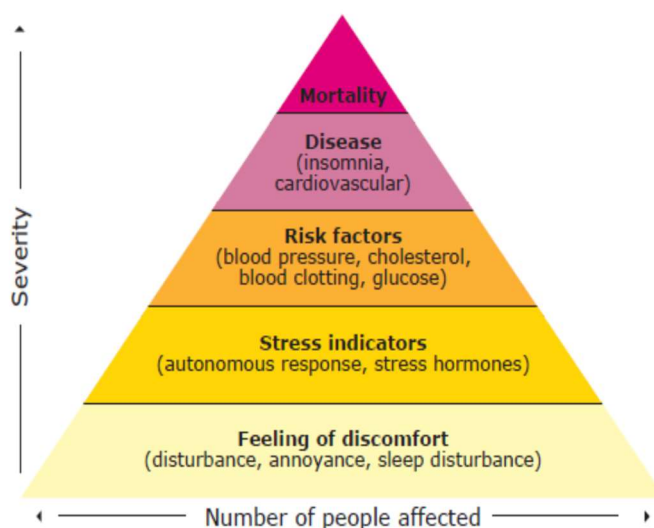 Mortality
Disease
(insomnia,
cardiovascular)
Risk factors
(blood pressure, cholesterol,
blood clotting, glucose)
Stress indicators
(autonomous response, stress hormones)
Feeling of discomfort
(disturbance, annoyance, sleep disturbance)
Severity
Number of people affected